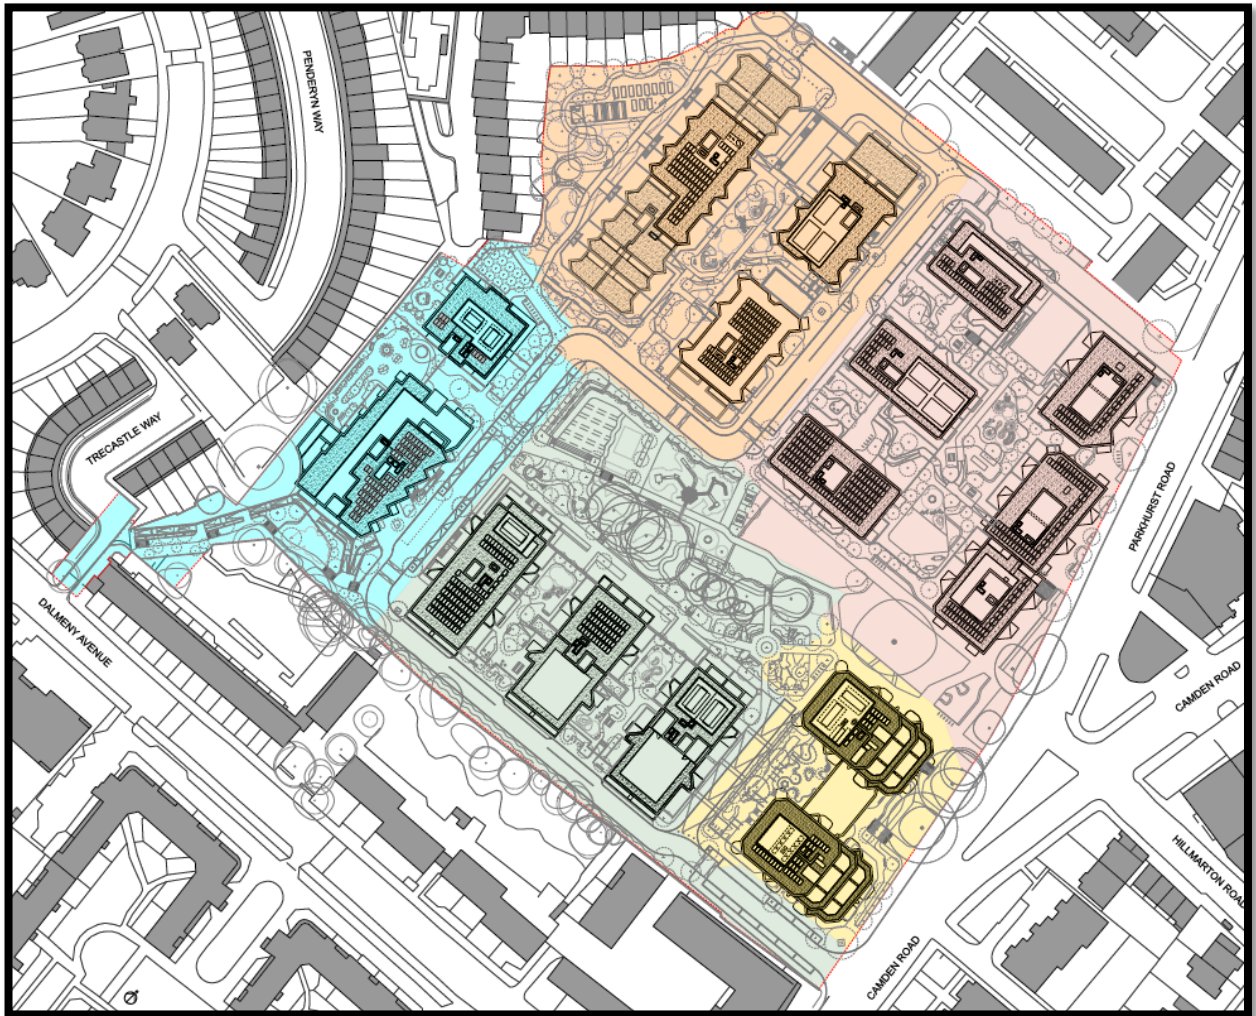 PENDERYN WAY
TRECASTLE WAY
PARKHURST ROAD
DALMENY AVENUE
CAMDEN ROAD
HILLMARTON ROAD
CAMDEN ROAD